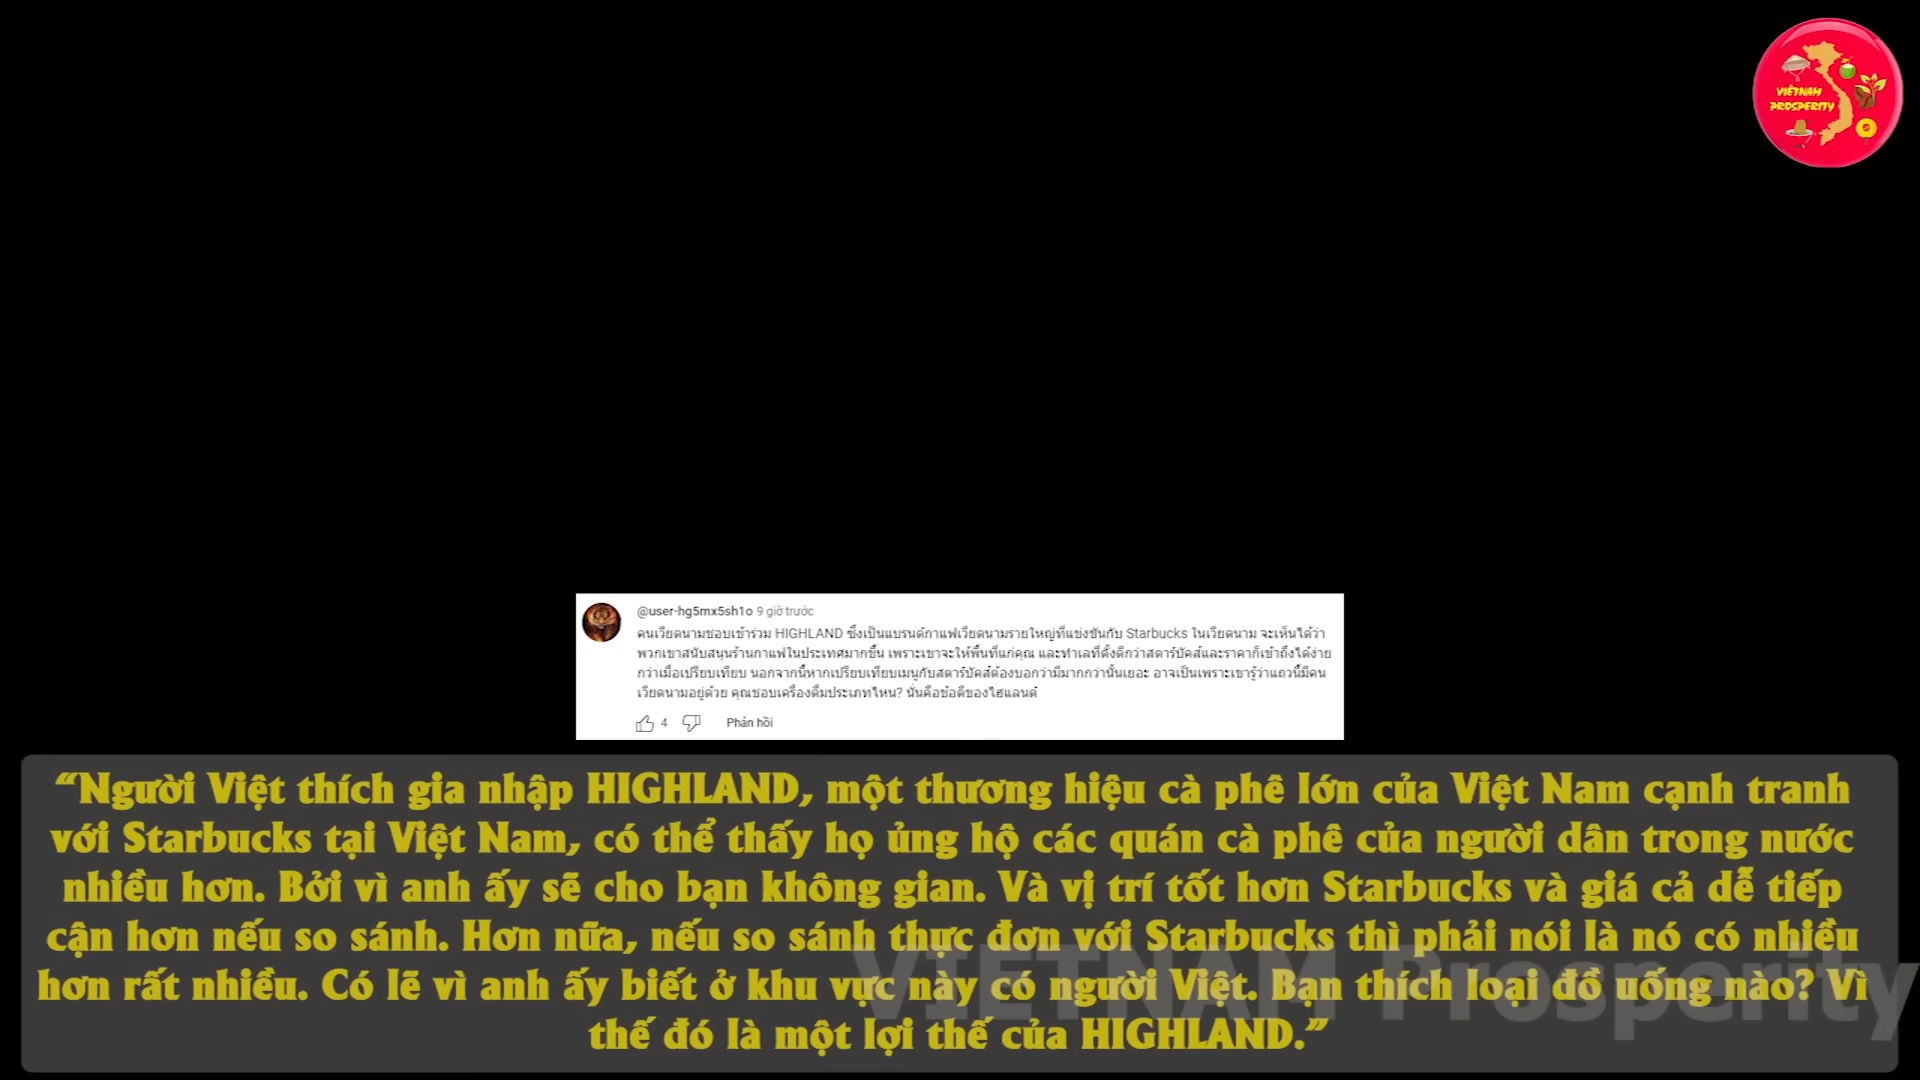 VIETNAM
PROSPERITY
@user-hg5mx5sh1o 9 giờ trước
คนเวียดนามชอบเข้าร่วม HIGHLAND ซึ่งเป็นแบรนด์กาแฟเวียดนามรายใหญ่ที่แข่งขันกับ Starbucks ในเวียดนาม จะเห็นได้ว่า
พวกเขาสนับสนุนร้านกาแฟในประเทศมากขึ้น เพราะเขาจะให้พื้นที่แก่คุณ และทำเลที่ตั้งดีกว่าสตาร์บัคส์และราคาก็เข้าถึงได้ง่าย
กว่าเมื่อเปรียบเทียบ นอกจากนี้หากเปรียบเทียบเมนูกับสตาร์บัคส์ต้องบอกว่ามีมากกว่านั้นเยอะ อาจเป็นเพราะเขารู้ว่าแถวนี้มีคน
เวียดนามอยู่ด้วย คุณชอบเครื่องดื่มประเภทไหน? นั่นคือข้อดีของไฮแลนด์
4 Phản hồi
“Người Việt thích gia nhập HIGHLAND, một thương hiệu cà phê lớn của Việt Nam cạnh tranh
với Starbucks tại Việt Nam, có thể thấy họ ủng hộ các quán cà phê của người dân trong nước
nhiều hơn. Bởi vì anh ấy sẽ cho bạn không gian. Và vị trí tốt hơn Starbucks và giá cả dễ tiếp
cận hơn nếu so sánh. Hơn nữa, nếu so sánh thực đơn với Starbucks thì phải nói là nó có nhiều
hơn rất nhiều. Có lẽ vì anh ấy biết ở khu vực này có người Việt. Bạn thích loại đồ uống nào? Vì
thế đó là một lợi thế của HIGHLAND.”
VIETNAM Prosperity